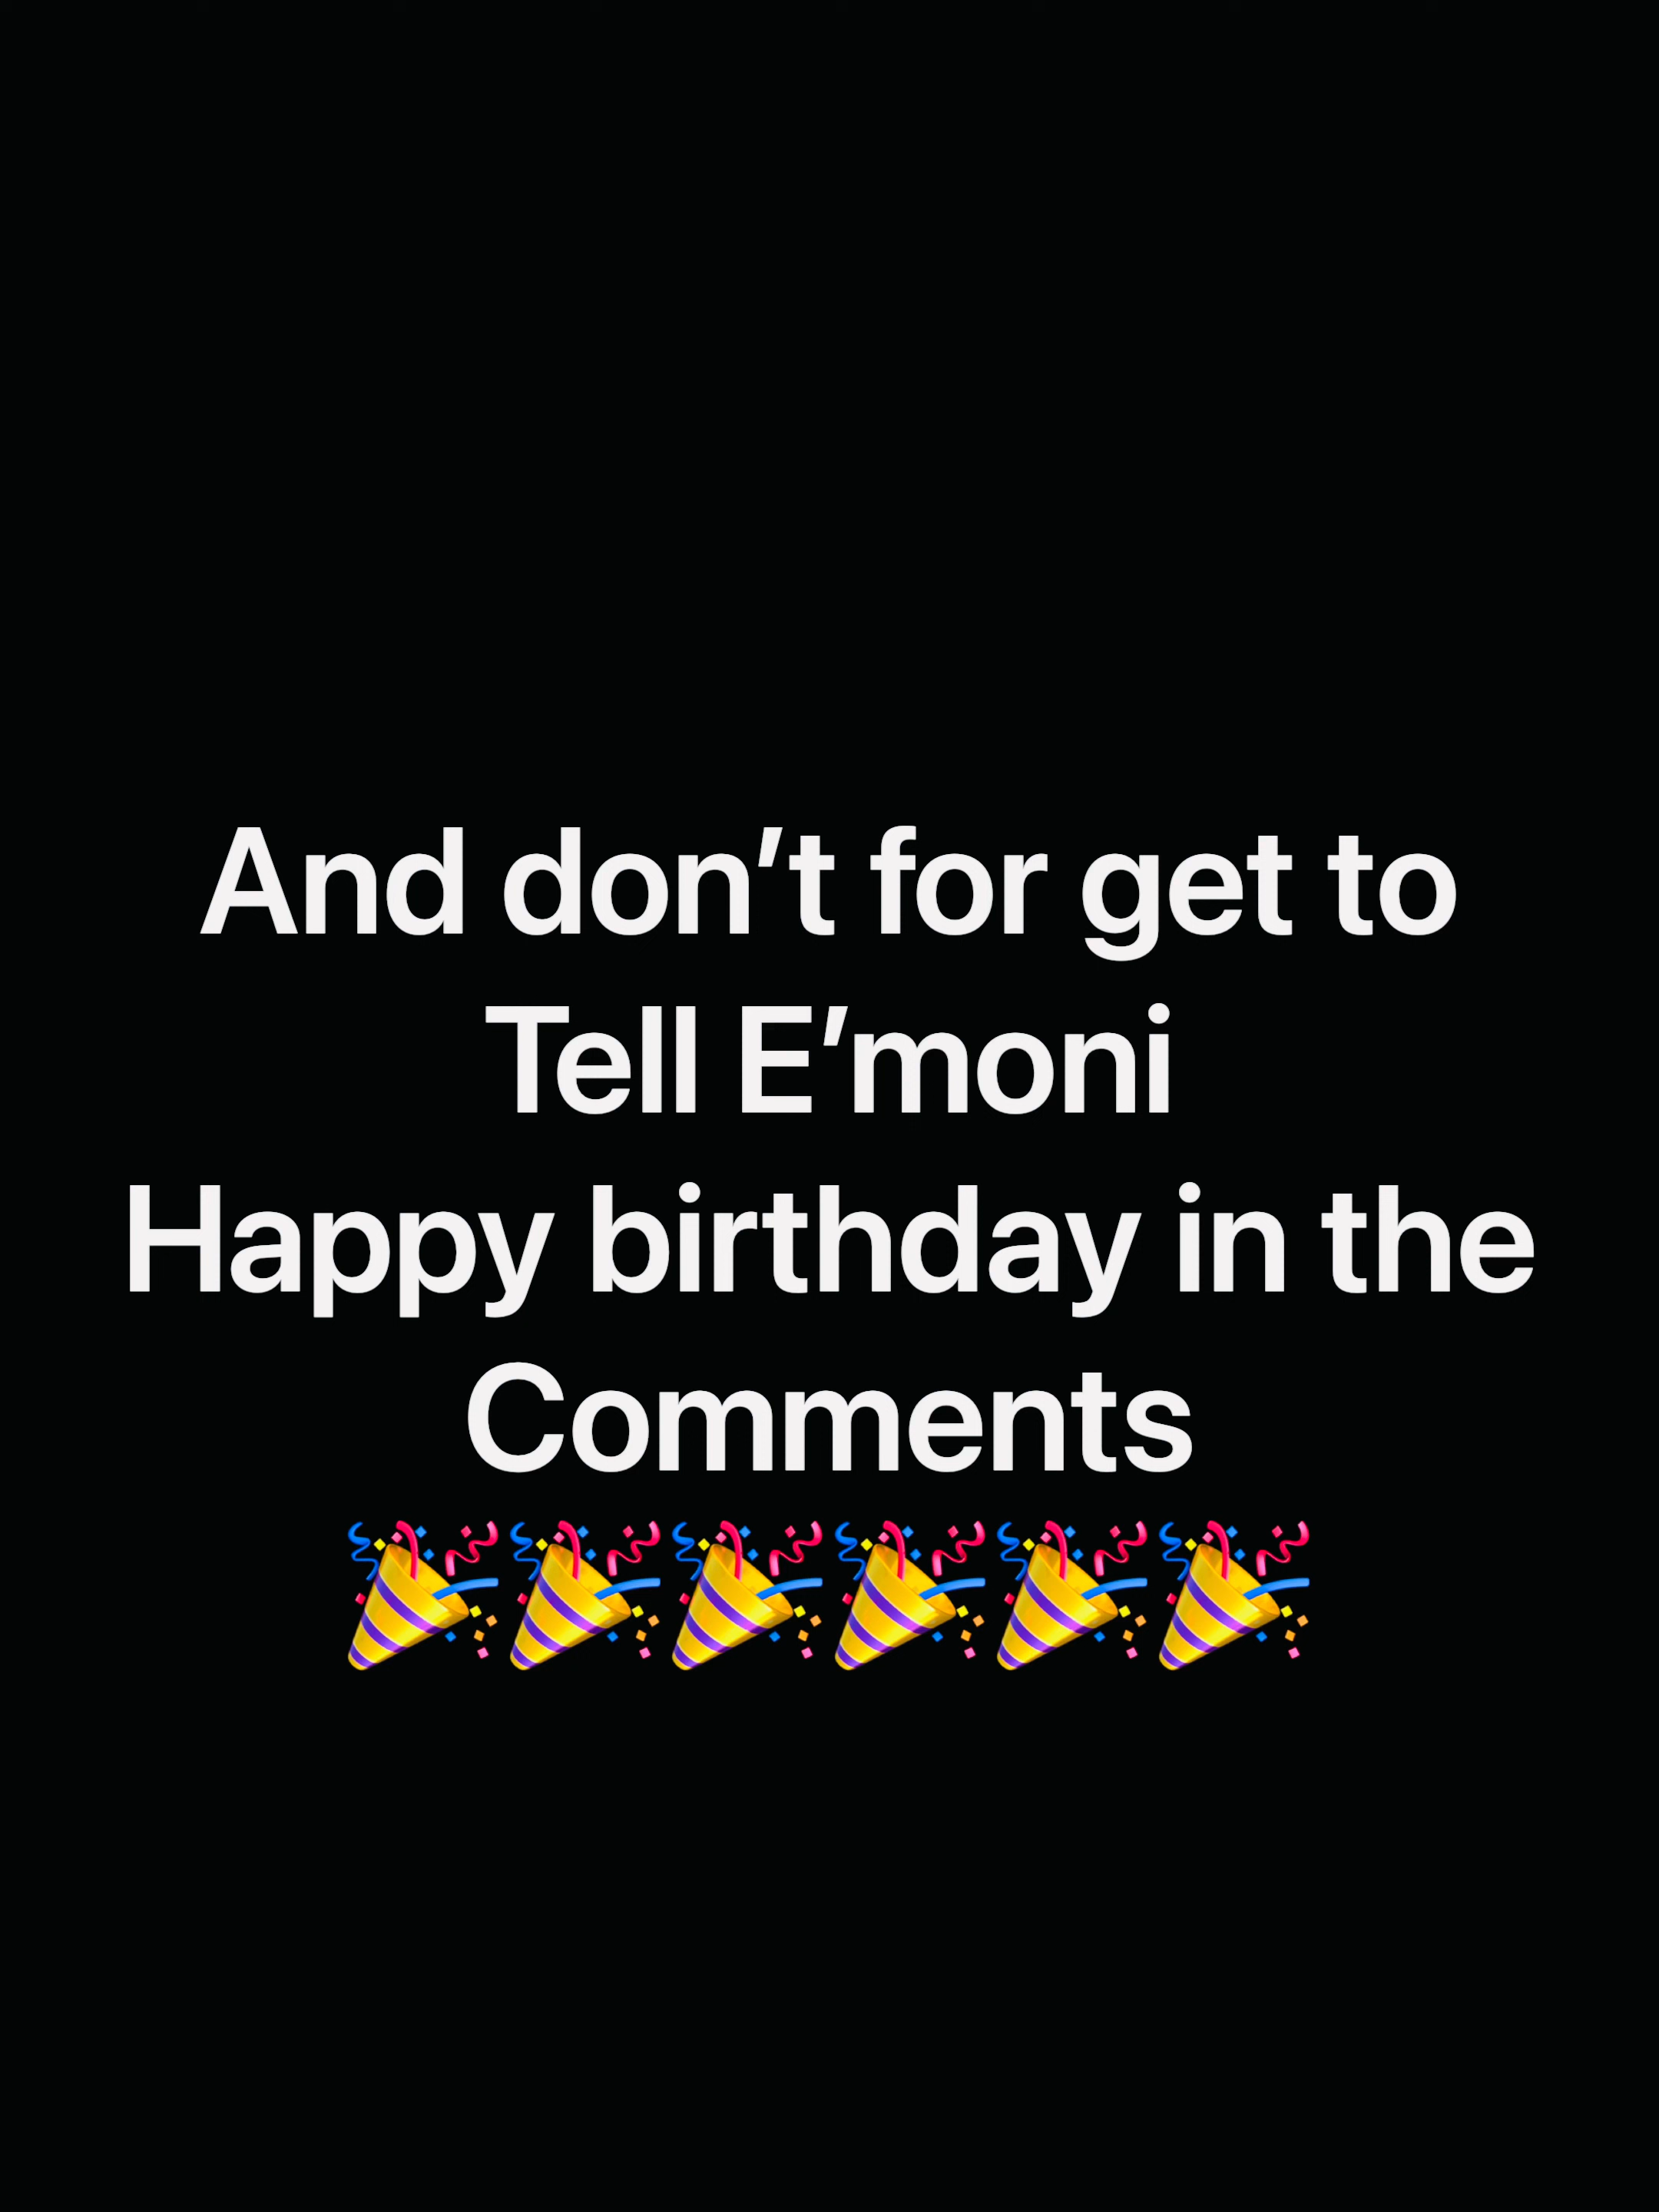 And don’t for get to
Tell E’moni
Happy birthday in the
Comments
🎉🎉🎉🎉🎉🎉